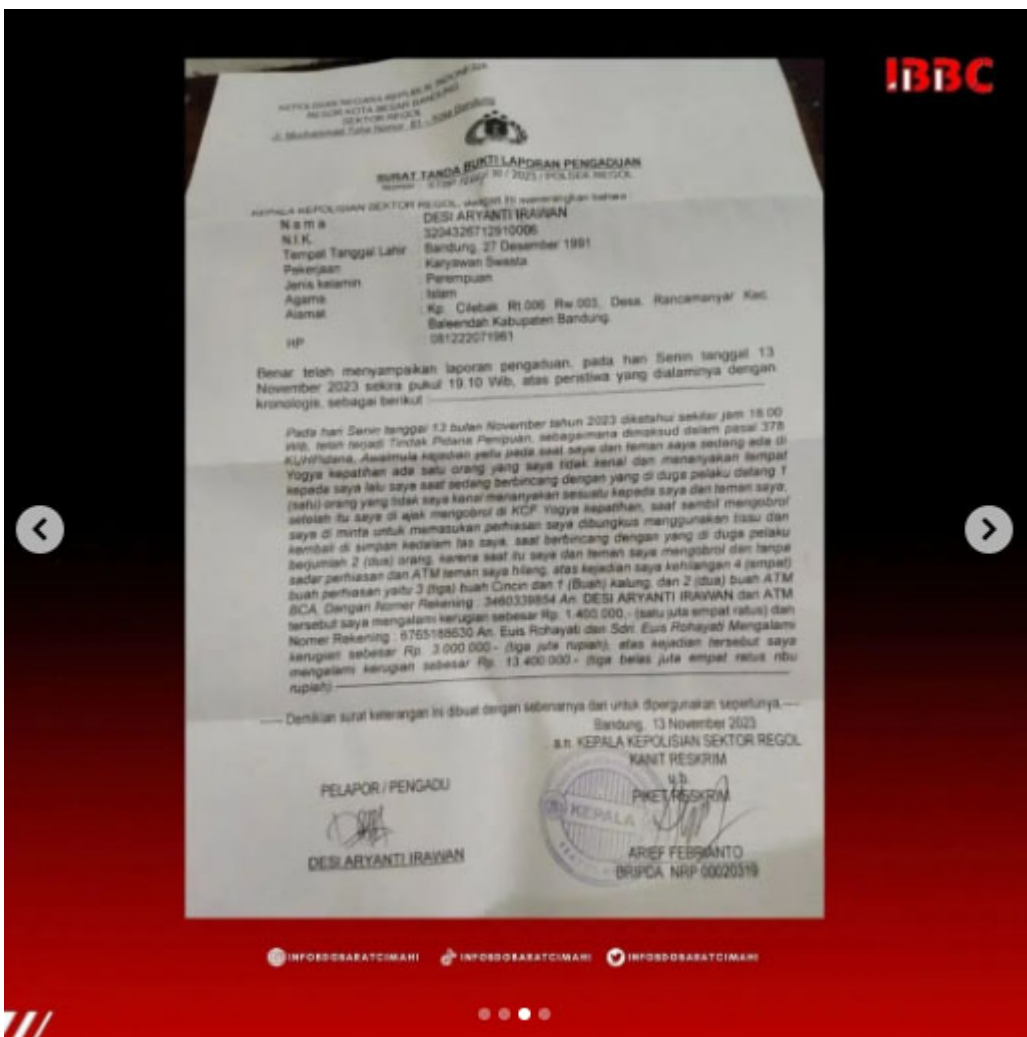 IBBC
KEPOLISIAN NEGARA REPUBLIK INDONESIA
RESOR KOTA BESAR BANDUNG
SEKTOR REGOL
Jl. Mochammad Toha Nomor 81 - Kota Bandung
SURAT TANDA BUKTI LAPORAN PENGADUAN
Nomor / 2023 / POLSEK REGOL
KEPALA KEPOLISIAN SEKTOR REGOL, dengan ini menerangkan bahwa :
Nama DESI ARYANTI IRAWAN
N.I.K. 3204326712910006
Tempat Tanggal Lahir : Bandung, 27 Desember 1991
Pekerjaan : Karyawan Swasta
Jenis kelamin : Perempuan
Agama : Islam
Alamat : Kp. Cilebak Rt.006 Rw.003, Desa. Rancamanyar Kec.
Baleendah Kabupaten Bandung.
HP : 081222071961
Benar telah menyampaikan laporan pengaduan, pada hari Senin tanggal 13
November 2023 sekira pukul 19.10 Wib, atas peristiwa yang dialaminya dengan
kronologis, sebagai berikut :
Pada hari Senin tanggal 13 bulan November tahun 2023 diketahui sekitar jam 16.00
Wib, telah terjadi Tindak Pidana Penipuan, sebagaimana dimaksud dalam pasal 378
KUHPidana, Awalmula kejadian yaitu pada saat saya dan teman saya sedang ada di
Yogya kepatihan ada satu orang yang saya tidak kenal dan menanyakan tempat
kepada saya lalu saya saat sedang berbincang dengan yang di duga pelaku datang 1
(satu) orang yang tidak saya kenal menanyakan sesuatu kepada saya dan teman saya,
setelah itu saya di ajak mengobrol di KCF Yogya kepatihan, saat sambil mengobrol
saya di minta untuk memasukan perhiasan saya dibungkus menggunakan tissu dan
kembali di simpan kedalam tas saya, saat berbincang dengan yang di duga pelaku
berjumlah 2 (dua) orang, karena saat itu saya dan teman saya mengobrol dan tanpa
sadar perhiasan dan ATM teman saya hilang, atas kejadian saya kehilangan 4 (empat)
buah perhiasan yaitu 3 (tiga) buah Cincin dan 1 (Buah) kalung, dan 2 (dua) buah ATM
BCA. Dengan Nomer Rekening : 3460339854 An. DESI ARYANTI IRAWAN dari ATM
tersebut saya mengalami kerugian sebesar Rp. 1.400.000,- (satu juta empat ratus) dan
Nomer Rekening : 6765188630 An. Euis Rohayati dan Sdri. Euis Rohayati Mengalami
kerugian sebesar Rp. 3.000.000.- (tiga juta rupiah), atas kejadian tersebut saya
mengalami kerugian sebesar Rp. 13.400.000.- (tiga belas juta empat ratus ribu
rupiah)
----- Demikian surat keterangan ini dibuat dengan sebenarnya dan untuk dipergunakan seperlunya.----
Bandung, 13 November 2023
a.n. KEPALA KEPOLISIAN SEKTOR REGOL
KANIT RESKRIM
u.b.
PELAPOR / PENGADU
PIKET RESKRIM
KEPALA
DESI ARYANTI IRAWAN
ARIEF FEBRIANTO
BRIPDA NRP 00020319
INFOBDGBARATCIMAHI INFOBDGBARATCIMAHI INFOBDGBARATCIMAHI